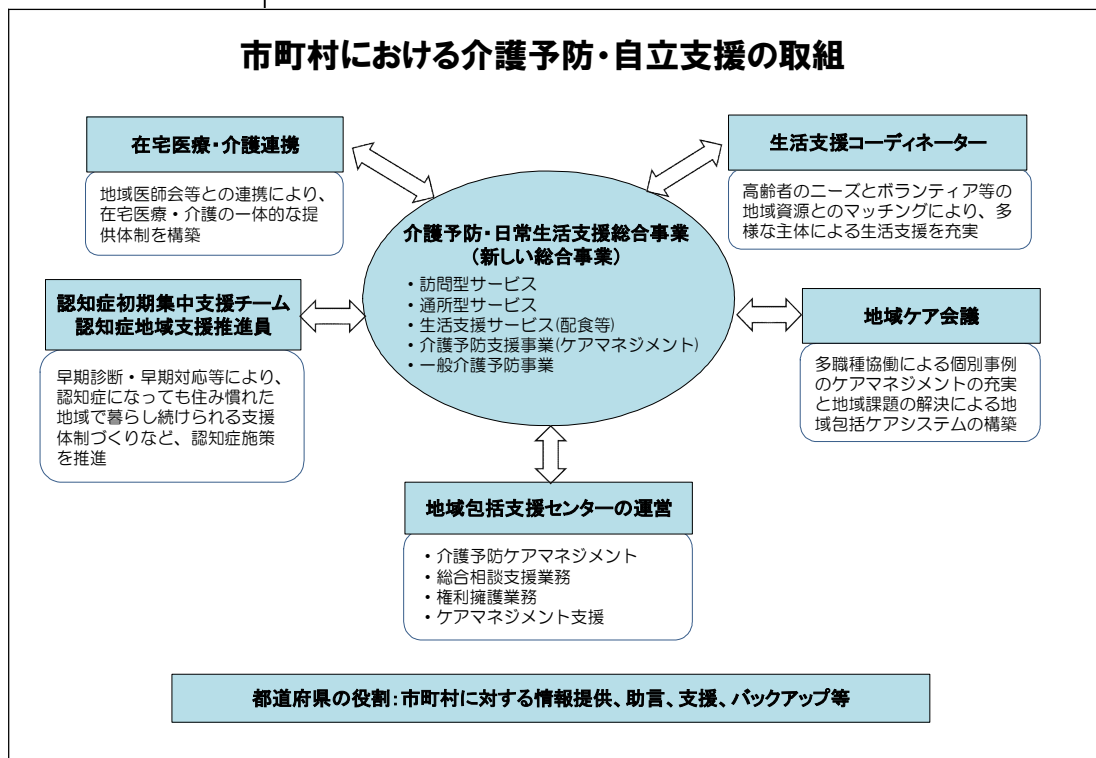 市町村における介護予防・自立支援の取組
在宅医療・介護連携
地域医師会等との連携により、
在宅医療・介護の一体的な提
供体制を構築
生活支援コーディネーター
高齢者のニーズとボランティア等の
地域資源とのマッチングにより、多
様な主体による生活支援を充実
介護予防・日常生活支援総合事業
(新しい総合事業)
・訪問型サービス
・通所型サービス
・生活支援サービス(配食等)
・介護予防支援事業(ケアマネジメント)
・一般介護予防事業
認知症初期集中支援チーム
認知症地域支援推進員
早期診断・早期対応等により、
認知症になっても住み慣れた
地域で暮らし続けられる支援
体制づくりなど、認知症施策
を推進
地域ケア会議
多職種協働による個別事例
のケアマネジメントの充実
と地域課題の解決による地
域包括ケアシステムの構築
地域包括支援センターの運営
・介護予防ケアマネジメント
・総合相談支援業務
・権利擁護業務
・ケアマネジメント支援
都道府県の役割：市町村に対する情報提供、助言、支援、バックアップ等